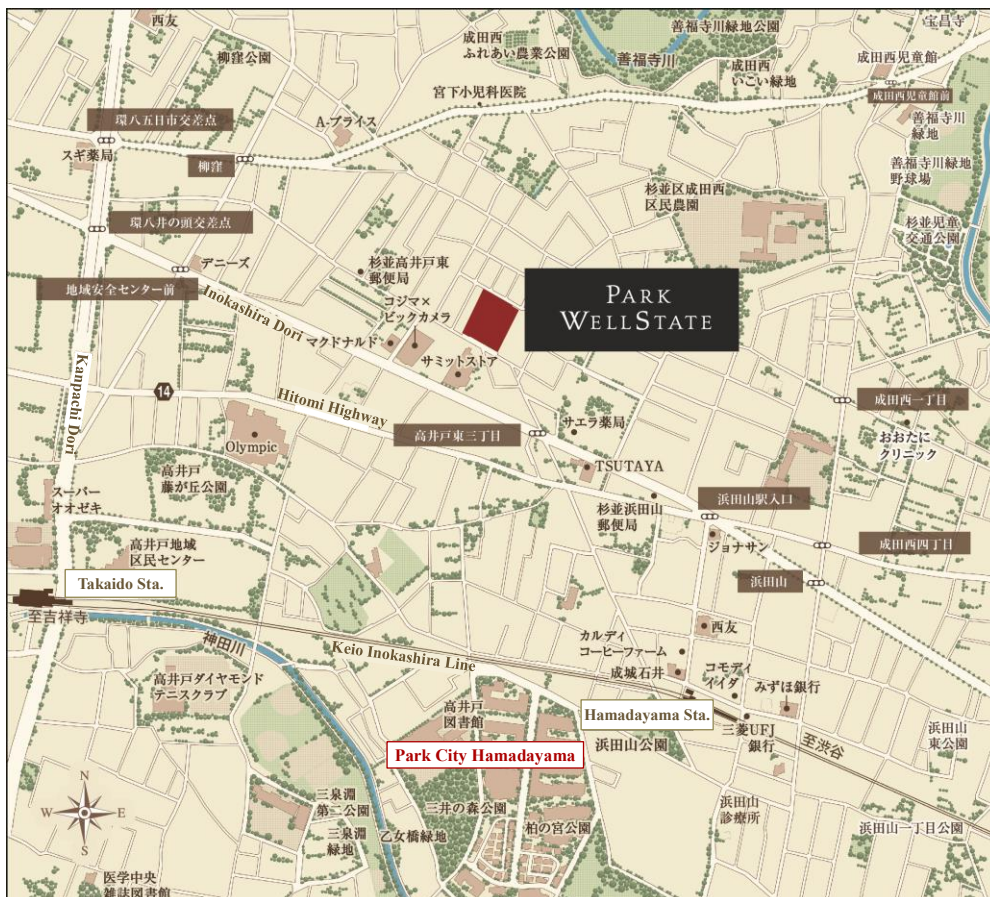 西友
柳窪公園
成田西
ふれあい農業公園
善福寺川緑地公園
善福寺川
宝昌寺
成田西児童館
成田西
いこい緑地
宮下小児科医院
成田西児童館前
環八五日市交差点
A-プライス
スギ薬局
柳窪
善福寺川
緑地
善福寺川緑地
野球場
杉並区成田西
区民農園
環八井の頭交差点
杉並児童
交通公園
デニーズ
杉並高井戸東
郵便局
地域安全センター前
Inokashira Dori
コジマ×
ビックカメラ
PARK
WELLSTATE
マクドナルド
サミットストア
Kanpachi Dori
14
Hitomi Highway
成田西一丁目
Olympic
高井戸東三丁目
サエラ薬局
おおたに
クリニック
TSUTAYA
高井戸
藤が丘公園
スーパー
オオゼキ
杉並浜田山
郵便局
浜田山駅入口
ジョナサン
成田西四丁目
高井戸地域
区民センター
浜田山
Takaido Sta.
至吉祥寺
神田川
Keio Inokashira Line
西友
カルディ
コーヒーファーム
成城石井
コモディ
イイダ
みずほ銀行
高井戸ダイヤモンド
テニスクラブ
高井戸
図書館
Hamadayama Sta.
三菱UFJ
銀行
至渋谷
浜田山
東公園
浜田山公園
Park City Hamadayama
N
W
E
S
三泉淵
第二公園
三井の森公園
浜田山
診療所
三泉淵
緑地
乙女橋緑地
柏の宮公園
浜田山一丁目公園
医学中央
雑誌図書館